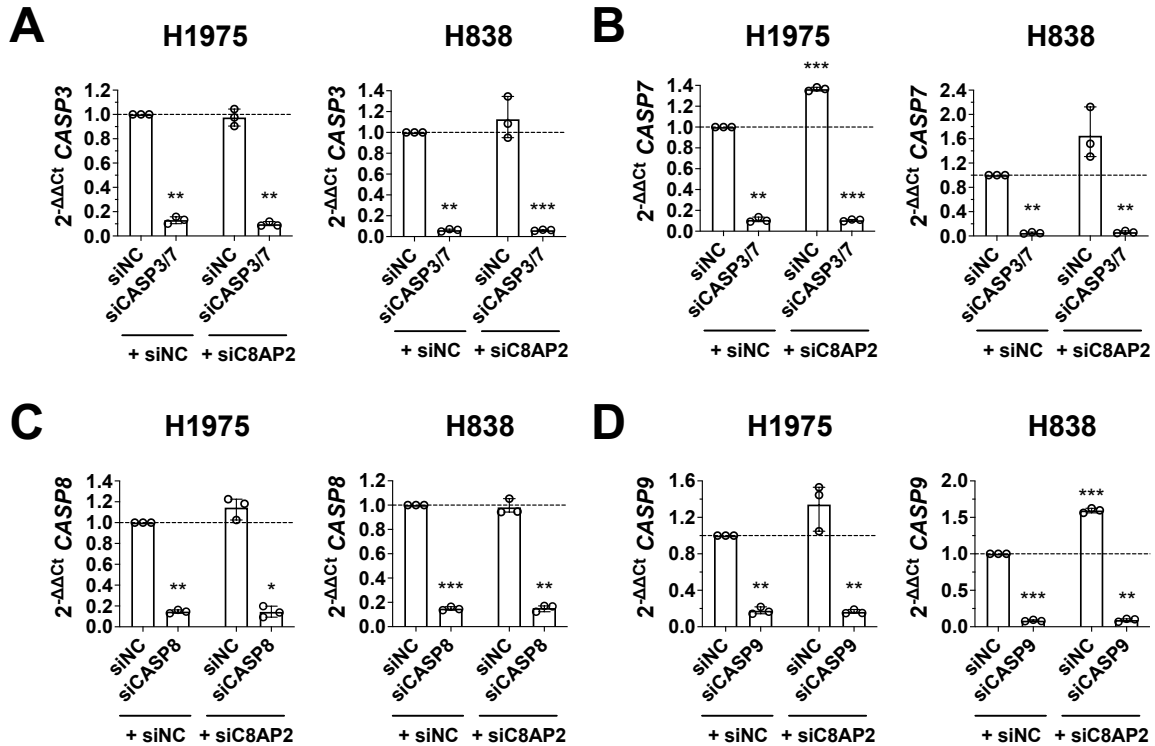 A
H1975
2-ΔΔCt CASP3
1.2
1.0
0.8
0.6
0.4
0.2
0.0
**
**
siNC
siCASP3/7
siNC
siCASP3/7
+ siNC
+ siC8AP2
H838
2-ΔΔCt CASP3
1.4
1.2
1.0
0.8
0.6
0.4
0.2
0.0
**
***
siNC
siCASP3/7
siNC
siCASP3/7
+ siNC
+ siC8AP2
B
H1975
2-ΔΔCt CASP7
1.4
1.2
1.0
0.8
0.6
0.4
0.2
0.0
**
***
***
siNC
siCASP3/7
siNC
siCASP3/7
+ siNC
+ siC8AP2
H838
2-ΔΔCt CASP7
2.4
2.0
1.6
1.2
0.8
0.4
0.0
**
**
siNC
siCASP3/7
siNC
siCASP3/7
+ siNC
+ siC8AP2
C
H1975
2-ΔΔCt CASP8
1.4
1.2
1.0
0.8
0.6
0.4
0.2
0.0
**
*
siNC
siCASP8
siNC
siCASP8
+ siNC
+ siC8AP2
H838
2-ΔΔCt CASP8
1.2
1.0
0.8
0.6
0.4
0.2
0.0
***
**
siNC
siCASP8
siNC
siCASP8
+ siNC
+ siC8AP2
D
H1975
2-ΔΔCt CASP9
1.6
1.2
0.8
0.4
0.0
**
**
siNC
siCASP9
siNC
siCASP9
+ siNC
+ siC8AP2
H838
2-ΔΔCt CASP9
2.0
1.5
1.0
0.5
0.0
***
***
**
siNC
siCASP9
siNC
siCASP9
+ siNC
+ siC8AP2